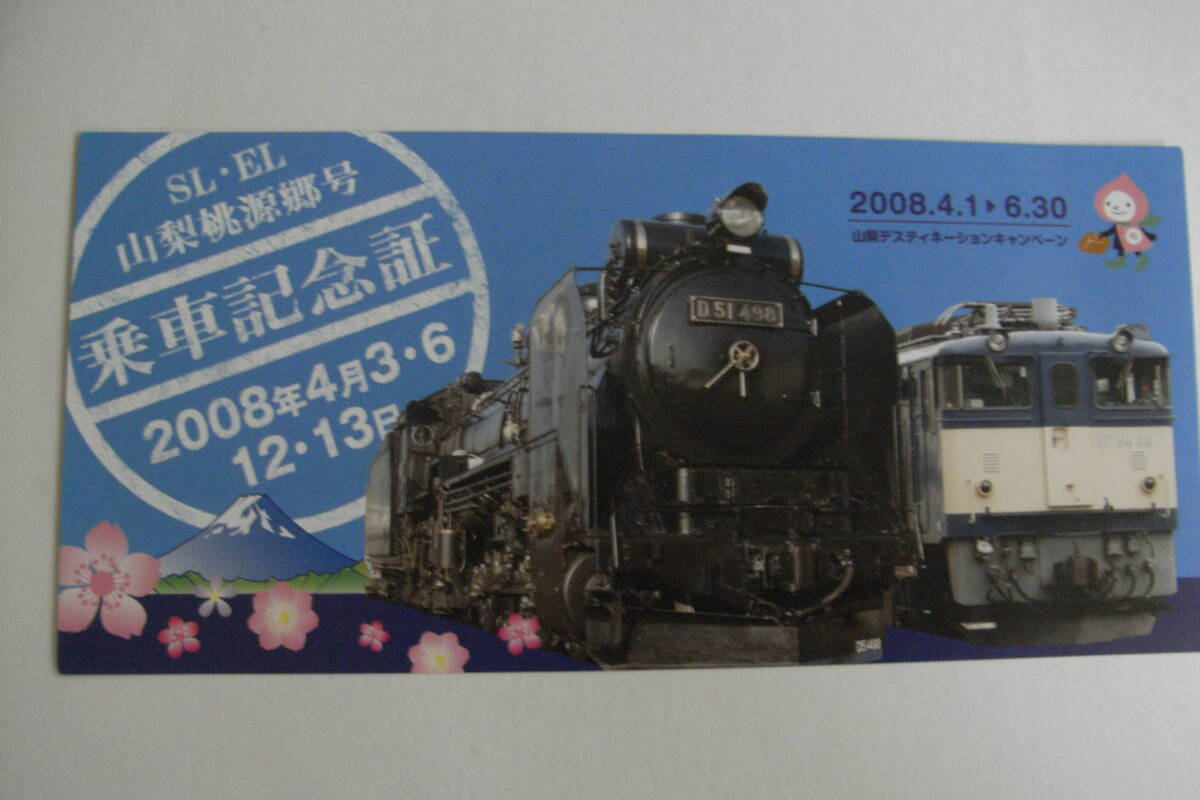 SL・EL
山梨桃源郷号
乗車記念証
2008年4月3・6
12・13日
2008.4.1▶6.30
山梨デスティネーションキャンペーン
D51 498
D51498